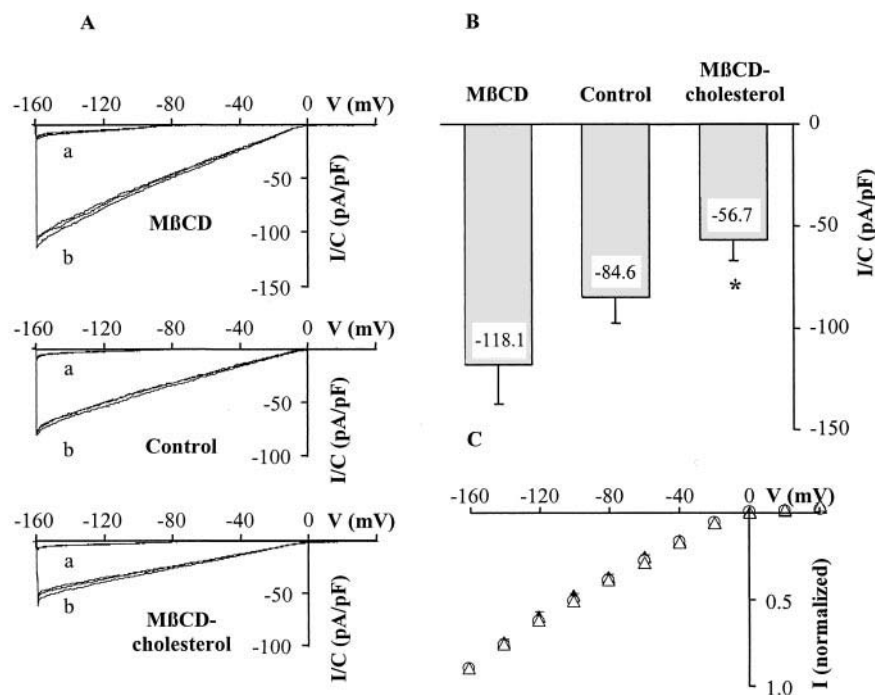 A
-160 -120 -80 -40 0 V (mV)
a
b
MßCD
-50
-100
-150
I/C (pA/pF)
-160 -120 -80 -40 0 V (mV)
a
b
Control
-50
-100
I/C (pA/pF)
-160 -120 -80 -40 0 V (mV)
a
b
MßCD-
cholesterol
-50
-100
I/C (pA/pF)
B
MßCD Control MßCD-
cholesterol
0
-50
-100
-150
I/C (pA/pF)
-118.1
-84.6
-56.7
*
C
-160 -120 -80 -40 0 V (mV)
0.5
1.0
I (normalized)